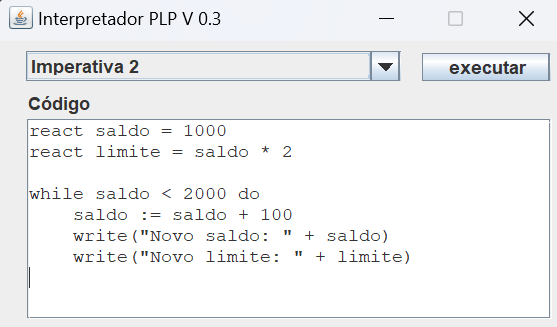 Interpretador PLP V 0.3
Imperativa 2
executar
Código
react saldo = 1000
react limite = saldo * 2

while saldo < 2000 do
    saldo := saldo + 100
    write("Novo saldo: " + saldo)
    write("Novo limite: " + limite)